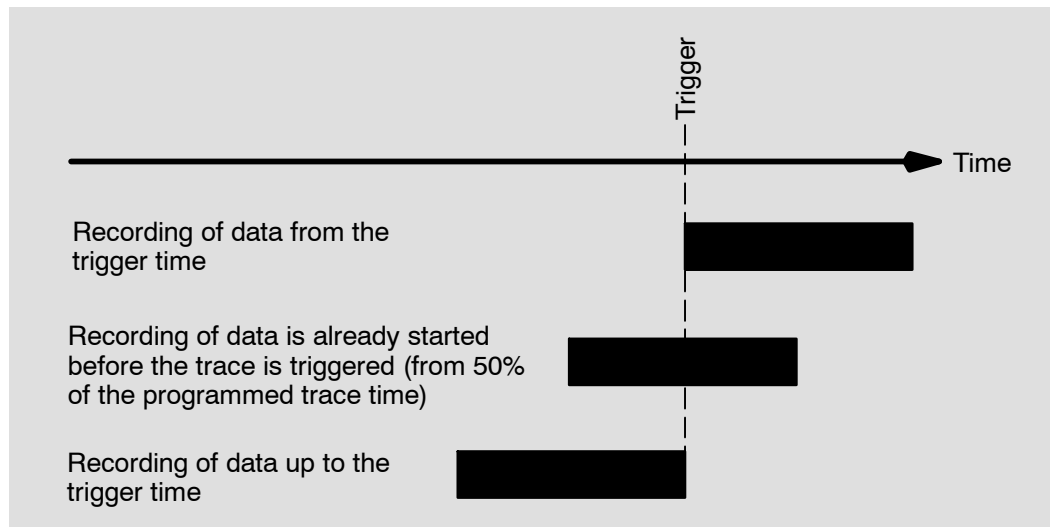 Trigger
Time
Recording of data from the
trigger time
Recording of data is already started
before the trace is triggered (from 50%
of the programmed trace time)
Recording of data up to the
trigger time